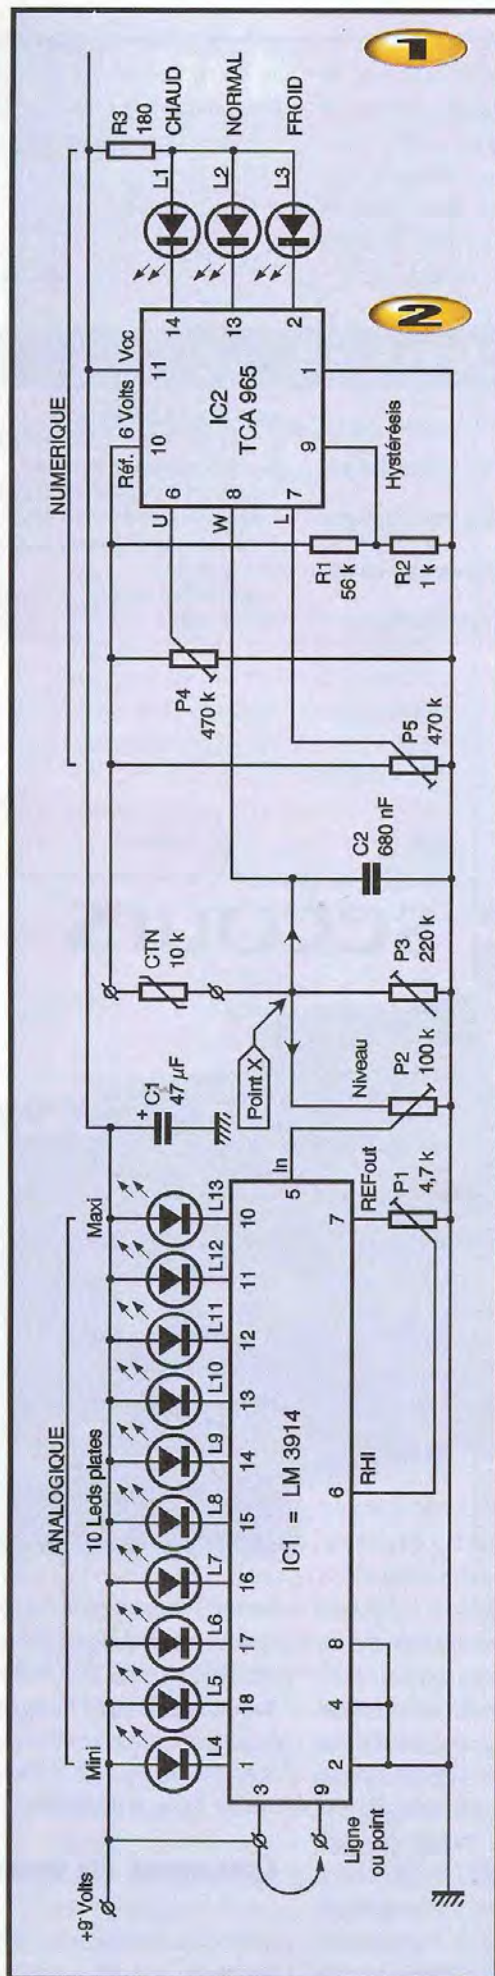 1
2
NUMERIQUE
R3
180
CHAUD
NORMAL
FROID
L1
L2
L3
Vcc
6 Volts
Réf.
11
10
14
13
2
IC2
TCA 965
U
6
W
8
L
7
9
1
Hystérésis
R1
56 k
R2
1 k
P4
470 k
P5
470 k
C2
680 nF
CTN
10 k
P3
220 k
Point X
Niveau
P2
100 k
+
C1
47 µF
ANALOGIQUE
10 Leds plates
Mini
Maxi
+9 Volts
L4
L5
L6
L7
L8
L9
L10
L11
L12
L13
18
17
16
15
14
13
12
11
10
In
5
IC1 = LM 3914
REFout
7
P1
4,7 k
RHI
6
3
9
2
4
8
Ligne
ou point